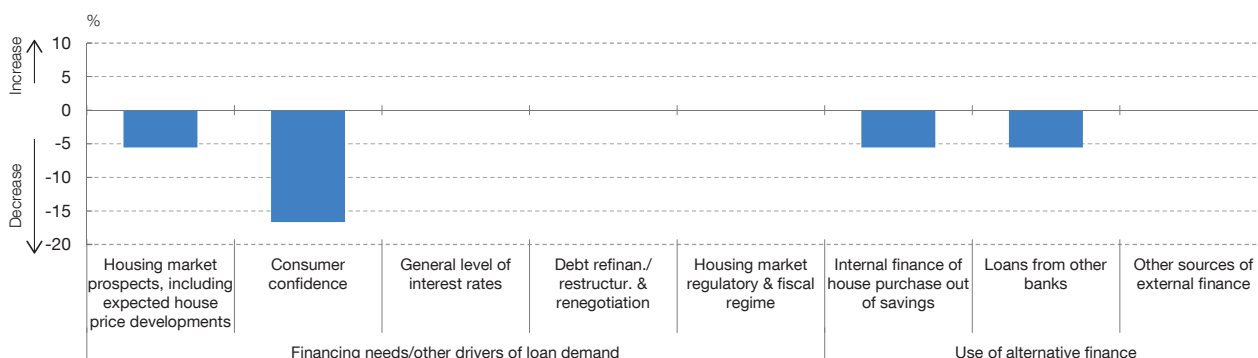 %
Increase
Decrease
10
5
0
-5
-10
-15
-20
Housing market
prospects, including
expected house
price developments
Consumer
confidence
General level of
interest rates
Debt refinan./
restructur. &
renegotiation
Housing market
regulatory & fiscal
regime
Internal finance of
house purchase out
of savings
Loans from other
banks
Other sources of
external finance
Financing needs/other drivers of loan demand
Use of alternative finance